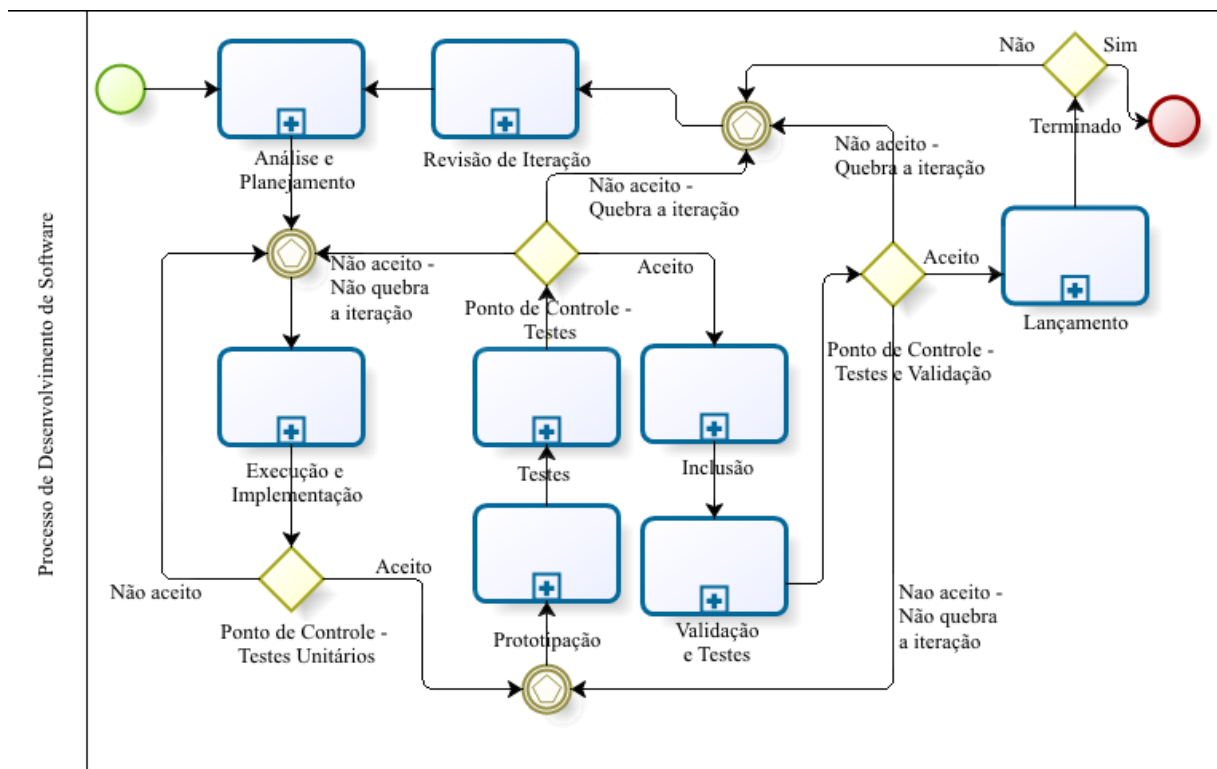 Processo de Desenvolvimento de Software
Não
Sim
Terminado
Análise e
Planejamento
Revisão de Iteração
Não aceito -
Quebra a iteração
Não aceito -
Quebra a iteração
Não aceito -
Não quebra
a iteração
Aceito
Aceito
Ponto de Controle -
Testes
Lançamento
Ponto de Controle -
Testes e Validação
Execução e
Implementação
Testes
Inclusão
Não aceito
Aceito
Ponto de Controle -
Testes Unitários
Prototipação
Validação
e Testes
Nao aceito -
Não quebra
a iteração